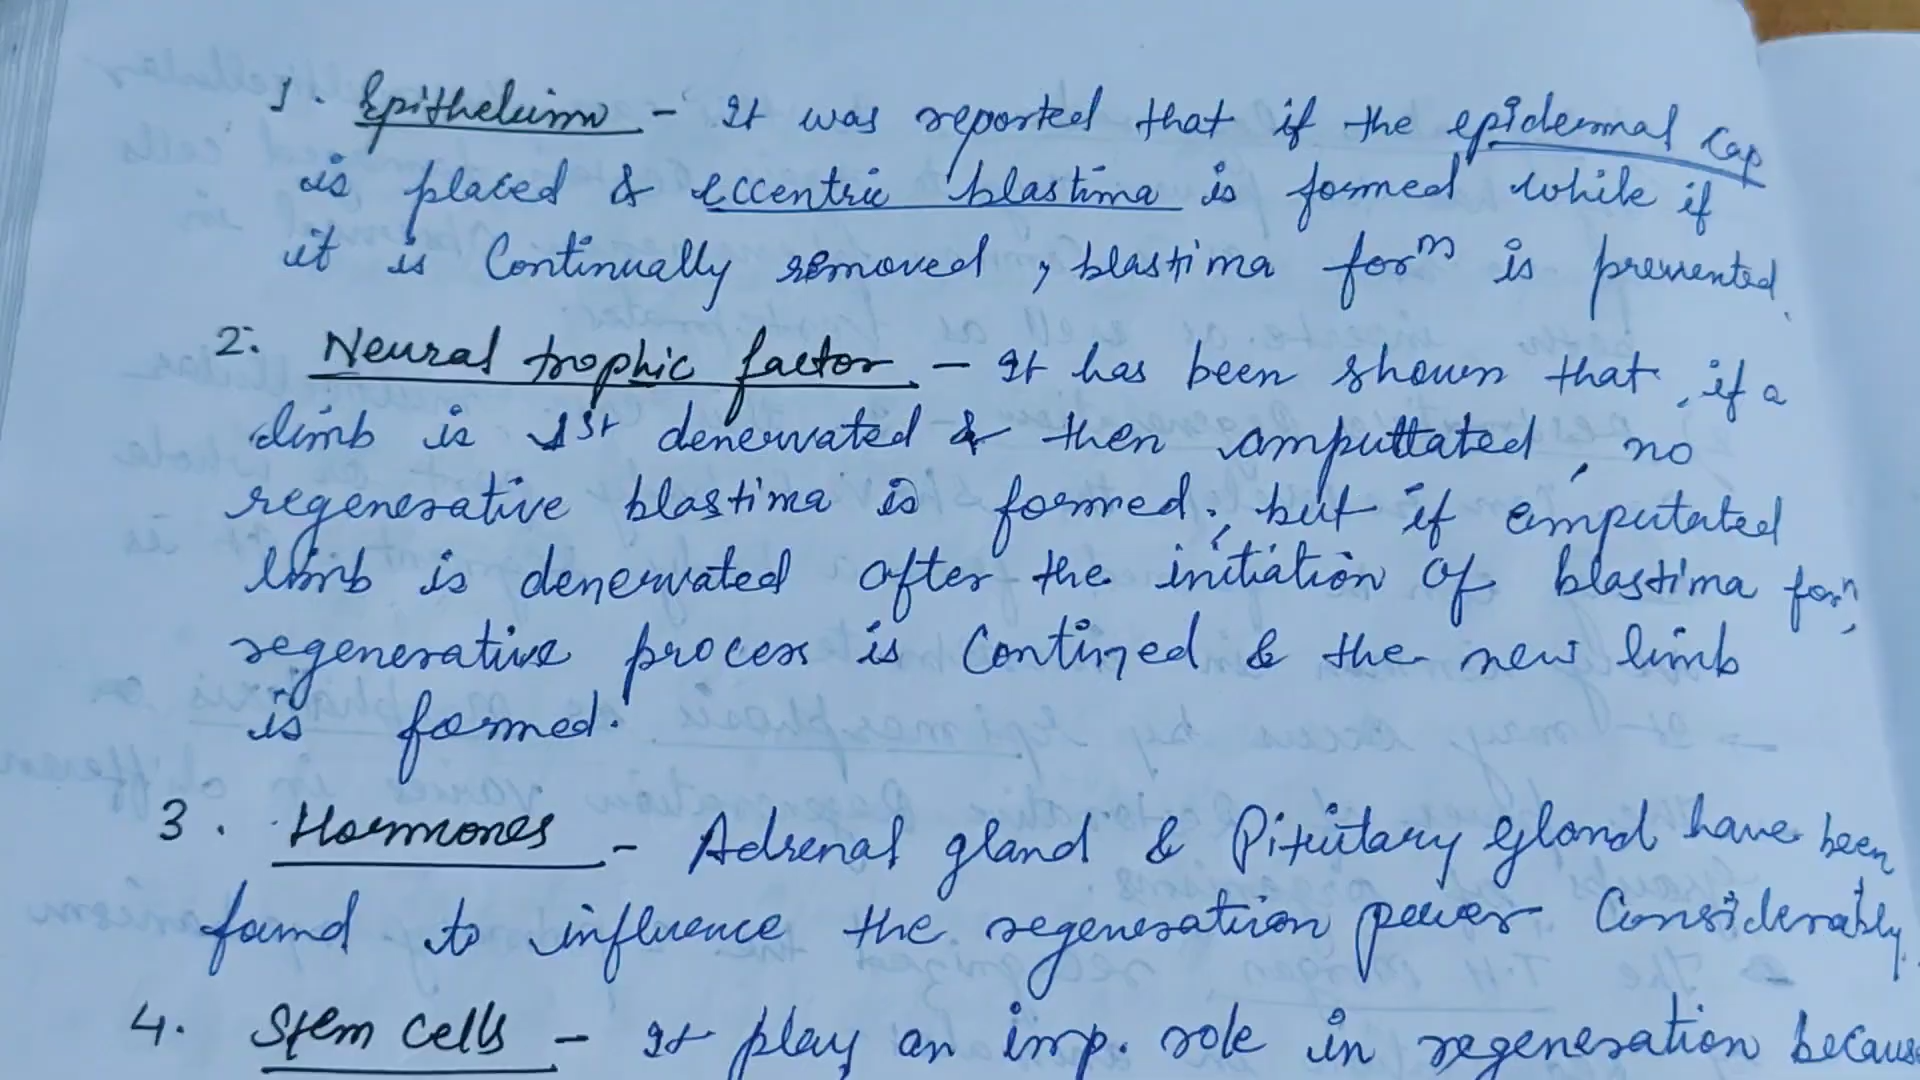 1. Epithelium - It was reported that if the epidermal cap
is placed & eccentric blastima is formed while if
it is Continually removed, blastima forᵐ is prevented.
2. Neural trophic factor - It has been shown that, if a
limb is 1st denervated & then amputtated, no
regenerative blastima is formed, but if amputated
limb is denervated after the initiation of blastima forⁿ,
regenerative process is Contined & the new limb
is formed.
3. Hormones - Adrenal gland & Pitutary gland have been
found to influence the regeneration power Considerably.
4. Stem Cells - It play an imp. role in regeneration because